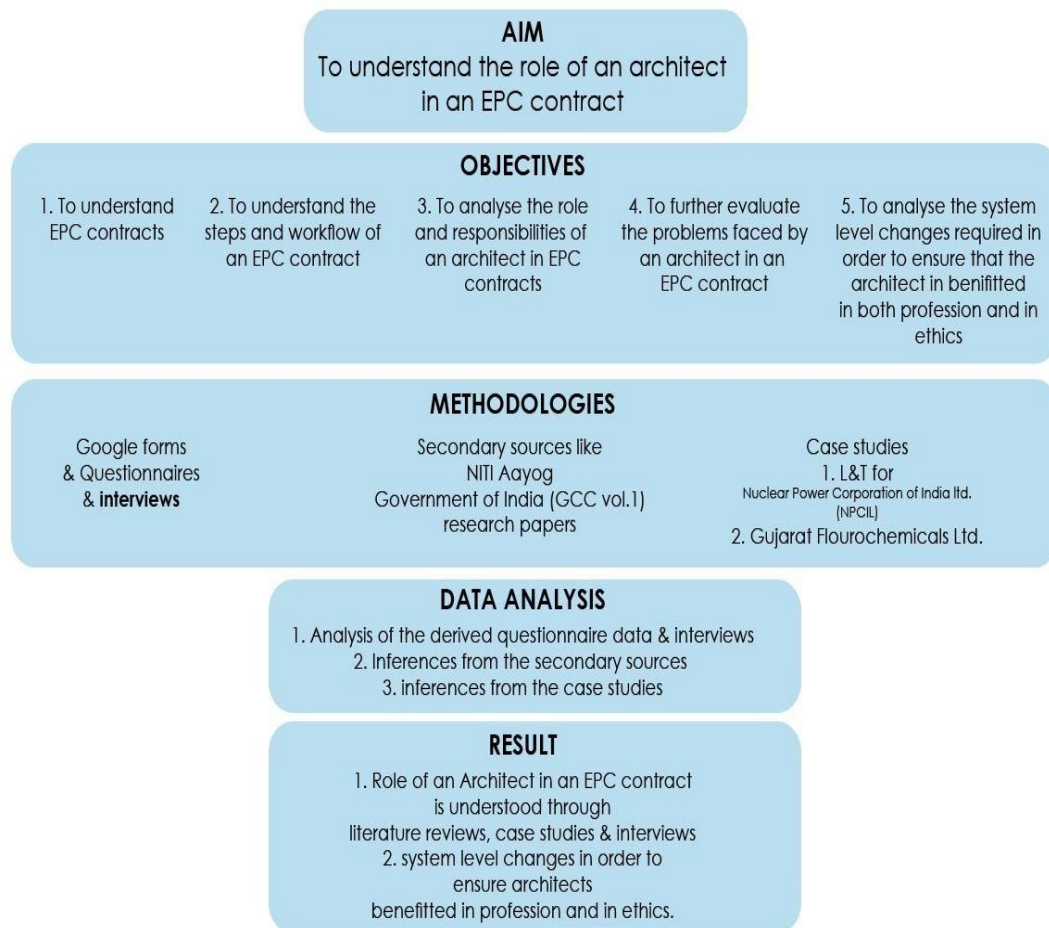 AIM
To understand the role of an architect
in an EPC contract
OBJECTIVES
1. To understand
EPC contracts
2. To understand the
steps and workflow of
an EPC contract
3. To analyse the role
and responsibilities of
an architect in EPC
contracts
4. To further evaluate
the problems faced by
an architect in an
EPC contract
5. To analyse the system
level changes required in
order to ensure that the
architect in benifitted
in both profession and in
ethics
METHODOLOGIES
Google forms
& Questionnaires
& interviews
Secondary sources like
NITI Aayog
Government of India (GCC vol.1)
research papers
Case studies
1. L&T for
Nuclear Power Corporation of India ltd.
(NPCIL)
2. Gujarat Flourochemicals Ltd.
DATA ANALYSIS
1. Analysis of the derived questionnaire data & interviews
2. Inferences from the secondary sources
3. inferences from the case studies
RESULT
1. Role of an Architect in an EPC contract
is understood through
literature reviews, case studies & interviews
2. system level changes in order to
ensure architects
benefitted in profession and in ethics.